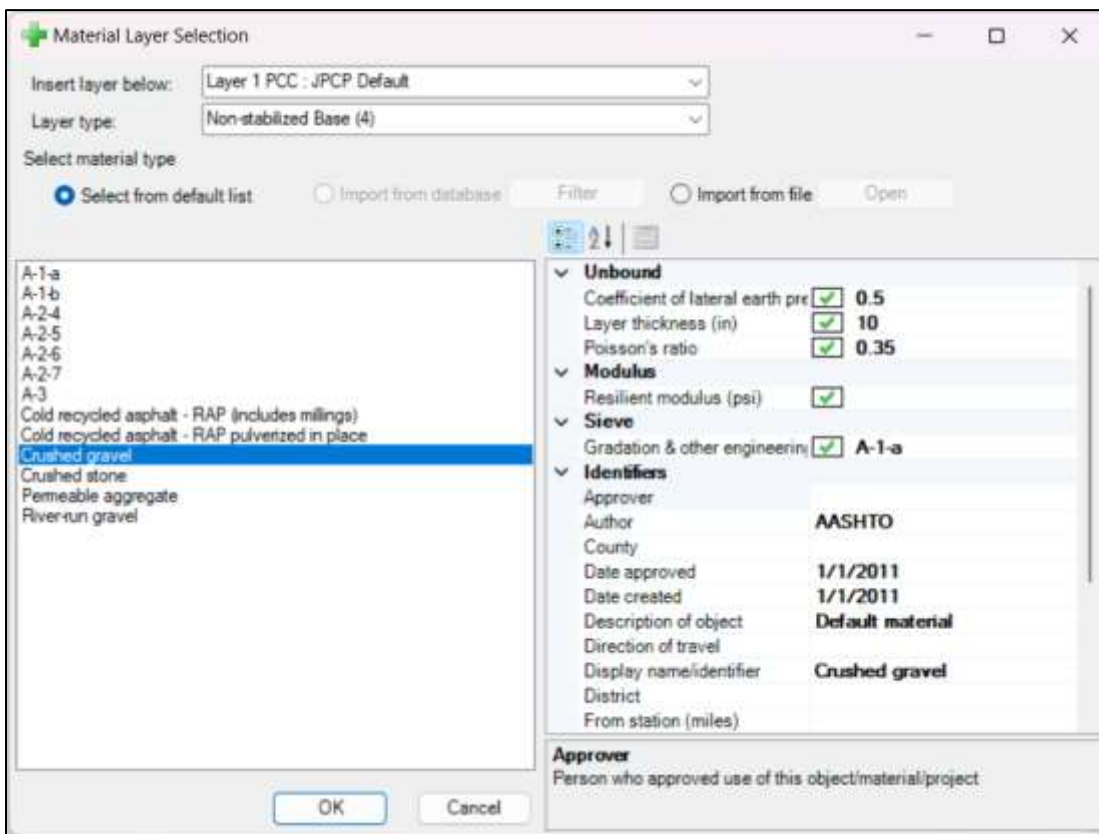 Material Layer Selection
Insert layer below: Layer 1 PCC : JPCP Default
Layer type: Non-stabilized Base (4)
Select material type
Select from default list Import from database Filter Import from file Open
A-1-a
A-1-b
A-2-4
A-2-5
A-2-6
A-2-7
A-3
Cold recycled asphalt - RAP (includes millings)
Cold recycled asphalt - RAP pulverized in place
Crushed gravel
Crushed stone
Permeable aggregate
River-run gravel
Unbound
Coefficient of lateral earth pre 0.5
Layer thickness (in) 10
Poisson's ratio 0.35
Modulus
Resilient modulus (psi)
Sieve
Gradation & other engineerin A-1-a
Identifiers
Approver
Author AASHTO
County
Date approved 1/1/2011
Date created 1/1/2011
Description of object Default material
Direction of travel
Display name/identifier Crushed gravel
District
From station (miles)
Approver
Person who approved use of this object/material/project
OK Cancel